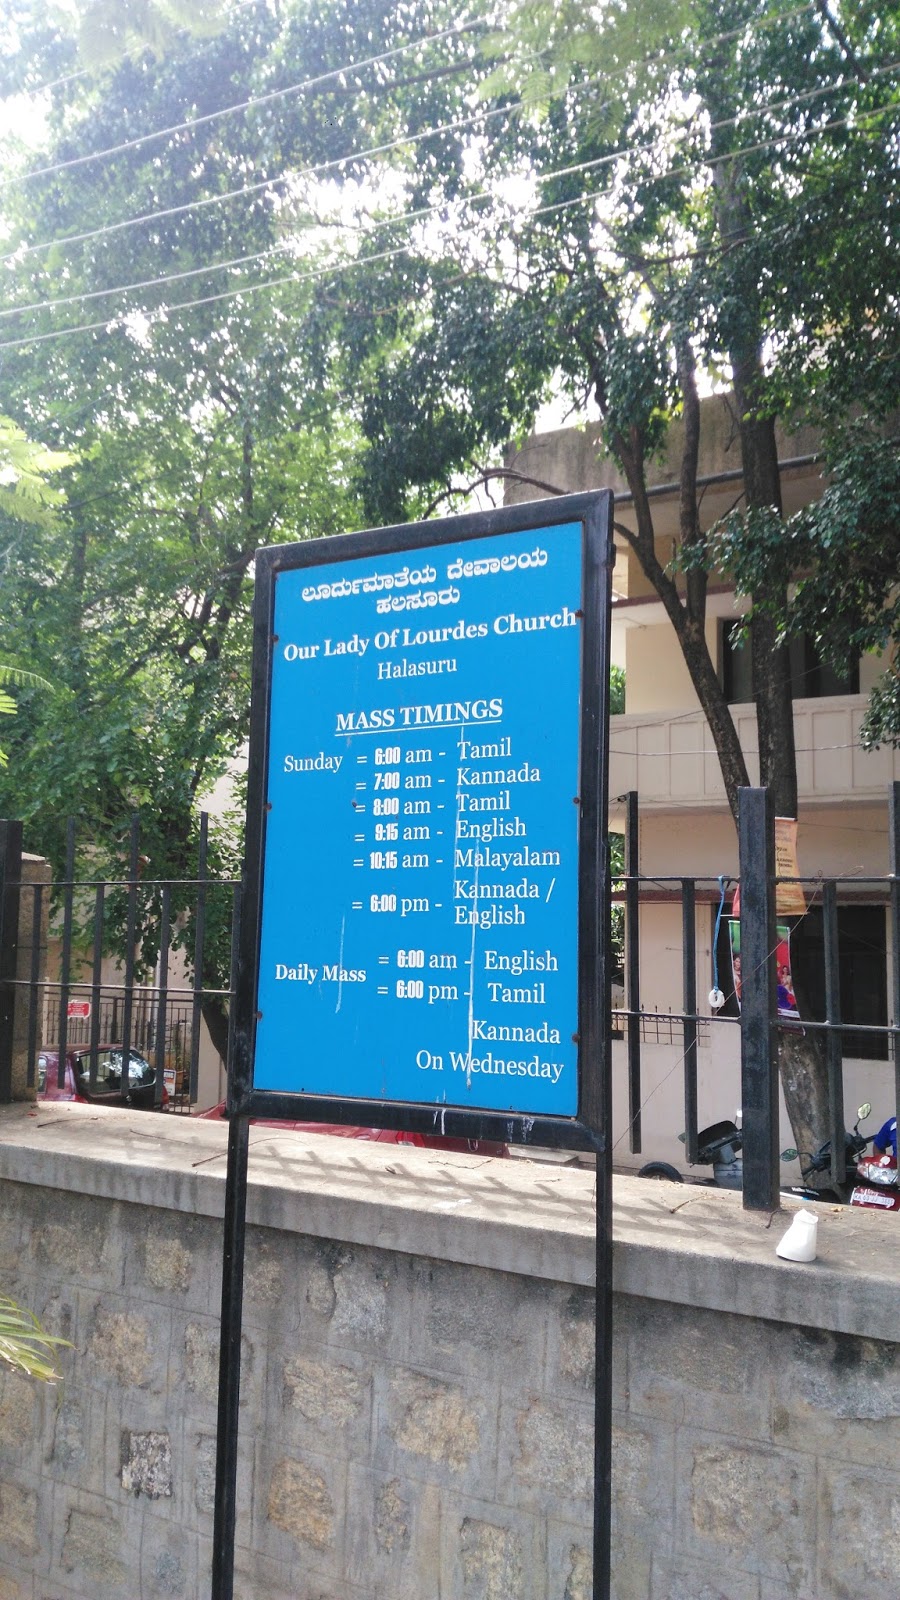 ಲೂರ್ದುಮಾತೆಯ ದೇವಾಲಯ
ಹಲಸೂರು
Our Lady Of Lourdes Church
Halasuru
MASS TIMINGS
Sunday = 6:00 am - Tamil
= 7:00 am - Kannada
= 8:00 am - Tamil
= 9:15 am - English
= 10:15 am - Malayalam
= 6:00 pm - Kannada /
English
Daily Mass = 6:00 am - English
= 6:00 pm - Tamil
Kannada
On Wednesday